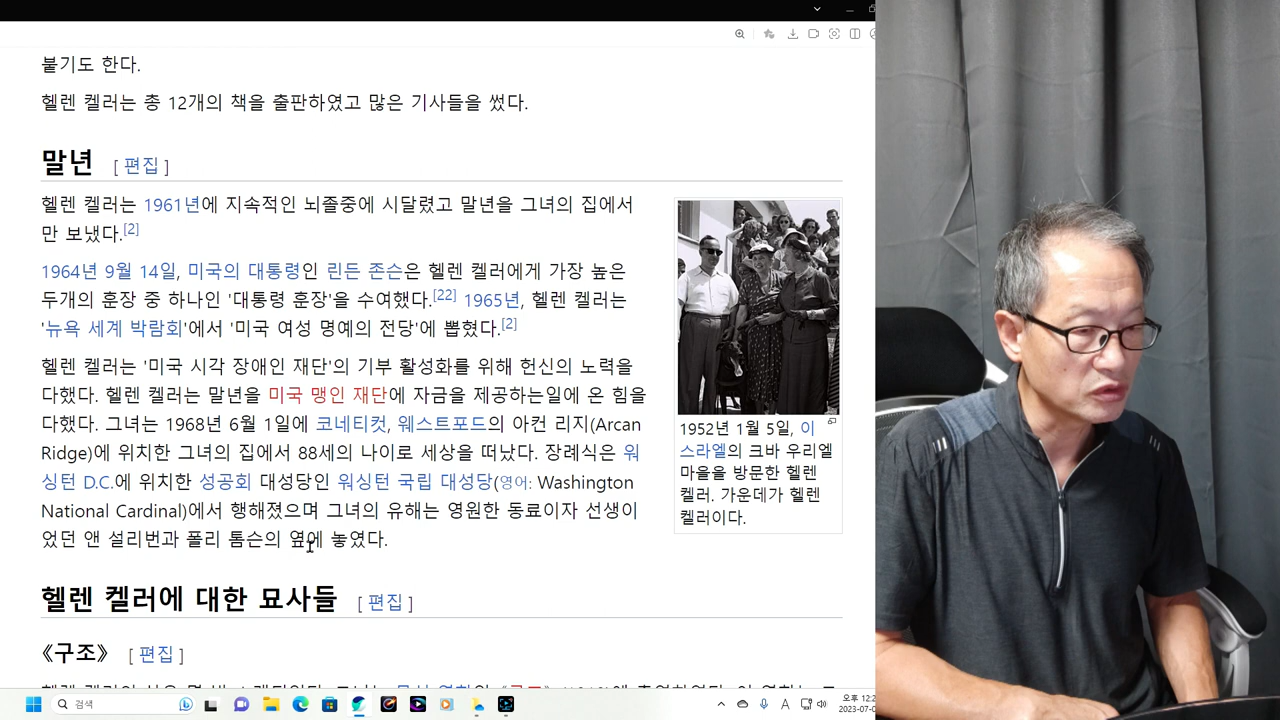 붙기도 한다.
헬렌 켈러는 총 12개의 책을 출판하였고 많은 기사들을 썼다.
말년 [ 편집 ]
헬렌 켈러는 1961년에 지속적인 뇌졸중에 시달렸고 말년을 그녀의 집에서
만 보냈다.[2]
1964년 9월 14일, 미국의 대통령인 린든 존슨은 헬렌 켈러에게 가장 높은
두개의 훈장 중 하나인 '대통령 훈장'을 수여했다.[22] 1965년, 헬렌 켈러는
'뉴욕 세계 박람회'에서 '미국 여성 명예의 전당'에 뽑혔다.[2]
헬렌 켈러는 '미국 시각 장애인 재단'의 기부 활성화를 위해 헌신의 노력을
다했다. 헬렌 켈러는 말년을 미국 맹인 재단에 자금을 제공하는일에 온 힘을
다했다. 그녀는 1968년 6월 1일에 코네티컷, 웨스트포드의 아컨 리지(Arcan
Ridge)에 위치한 그녀의 집에서 88세의 나이로 세상을 떠났다. 장례식은 워
싱턴 D.C.에 위치한 성공회 대성당인 워싱턴 국립 대성당(영어: Washington
National Cardinal)에서 행해졌으며 그녀의 유해는 영원한 동료이자 선생이
었던 앤 설리번과 폴리 톰슨의 옆에 놓였다.
1952년 1월 5일, 이
스라엘의 크바 우리엘
마을을 방문한 헬렌
켈러. 가운데가 헬렌
켈러이다.
헬렌 켈러에 대한 묘사들 [ 편집 ]
《구조》 [ 편집 ]
검색
A
오후 12:2
2023-07-0